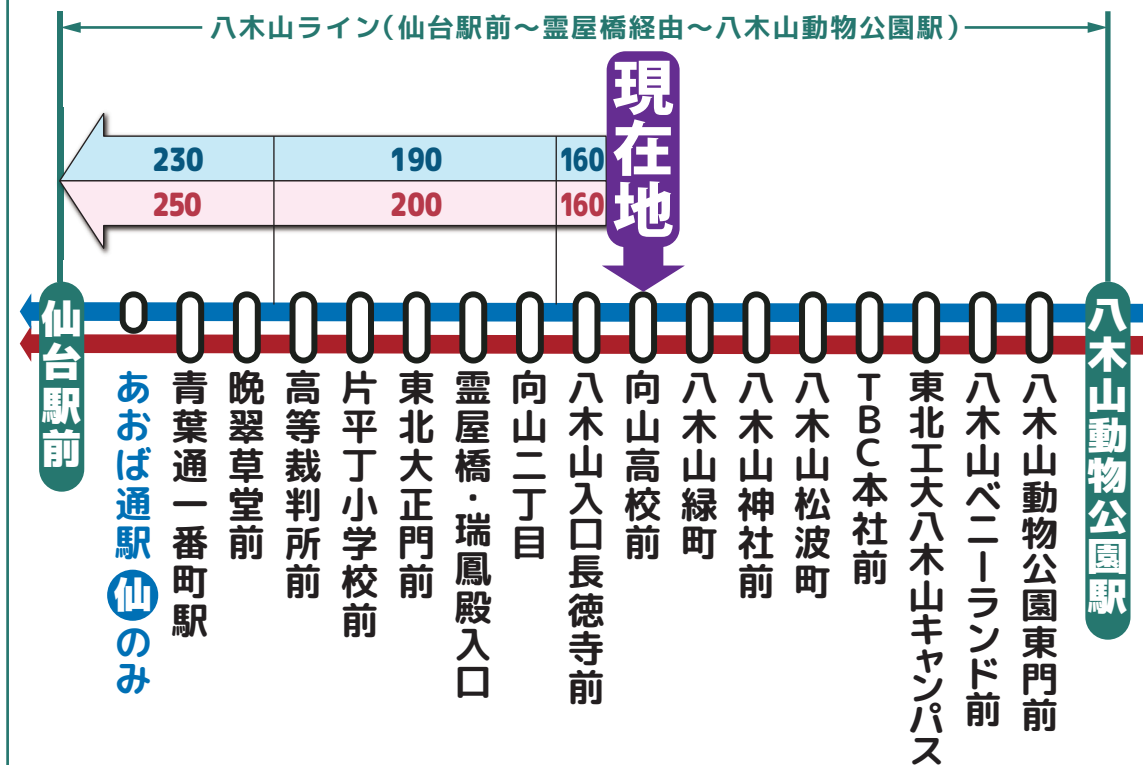 八木山ライン(仙台駅前~霊屋橋経由~八木山動物公園駅)
現在地
230 190 160
250 200 160
仙台駅前
あおば通駅 仙のみ
青葉通一番町駅
晩翠草堂前
高等裁判所前
片平丁小学校前
東北大正門前
霊屋橋・瑞鳳殿入口
向山二丁目
八木山入口長徳寺前
向山高校前
八木山緑町
八木山神社前
八木山松波町
TBC本社前
東北工大八木山キャンパス
八木山ベニーランド前
八木山動物公園東門前
八木山動物公園駅